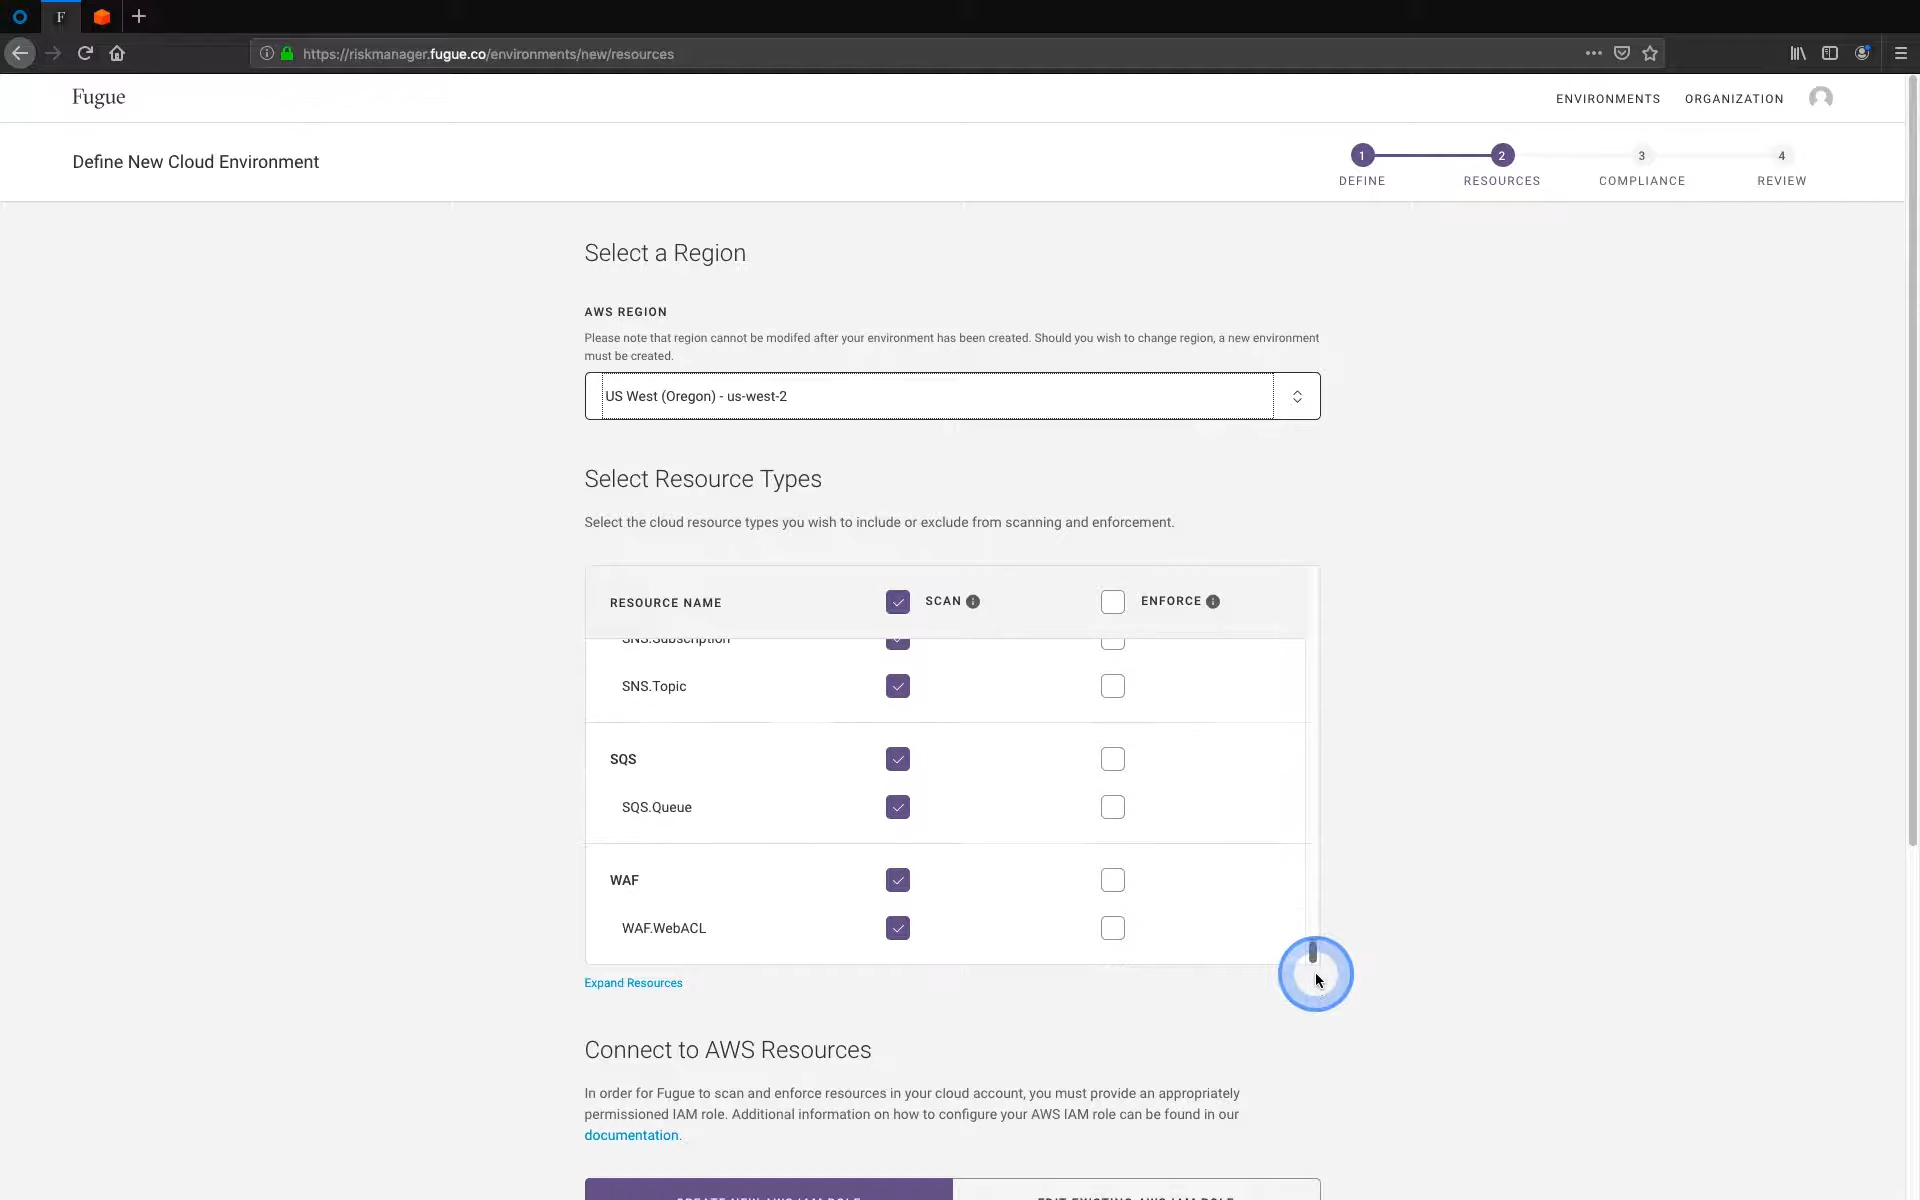 F
https://riskmanager.fugue.co/environments/new/resources
Fugue
ENVIRONMENTS
ORGANIZATION
Define New Cloud Environment
1
2
3
4
DEFINE
RESOURCES
COMPLIANCE
REVIEW
Select a Region
AWS REGION
Please note that region cannot be modifed after your environment has been created. Should you wish to change region, a new environment
must be created.
US West (Oregon) - us-west-2
Select Resource Types
Select the cloud resource types you wish to include or exclude from scanning and enforcement.
RESOURCE NAME
SCAN
ENFORCE
SNS.Subscription
SNS.Topic
SQS
SQS.Queue
WAF
WAF.WebACL
Expand Resources
Connect to AWS Resources
In order for Fugue to scan and enforce resources in your cloud account, you must provide an appropriately
permissioned IAM role. Additional information on how to configure your AWS IAM role can be found in our
documentation.
CREATE NEW AWS IAM ROLE
EDIT EXISTING AWS IAM ROLE